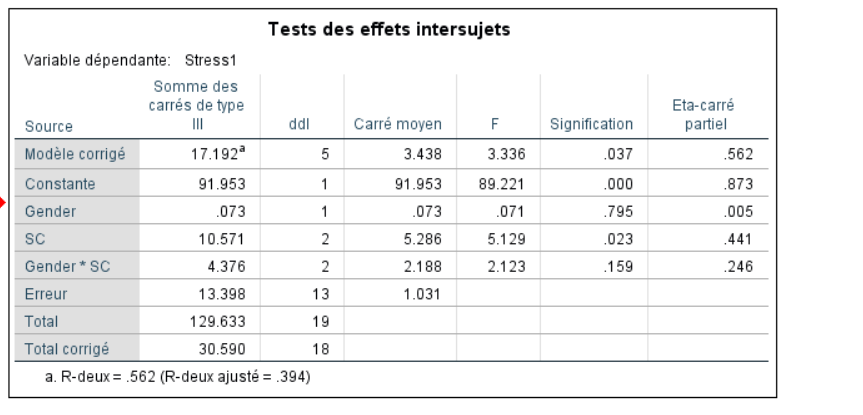 Tests des effets intersujets
Variable dépendante: Stress1
Source Somme des carrés de type III ddl Carré moyen F Signification Eta-carré partiel
Modèle corrigé 17.192a 5 3.438 3.336 .037 .562
Constante 91.953 1 91.953 89.221 .000 .873
Gender .073 1 .073 .071 .795 .005
SC 10.571 2 5.286 5.129 .023 .441
Gender * SC 4.376 2 2.188 2.123 .159 .246
Erreur 13.398 13 1.031
Total 129.633 19
Total corrigé 30.590 18
a. R-deux = .562 (R-deux ajusté = .394)